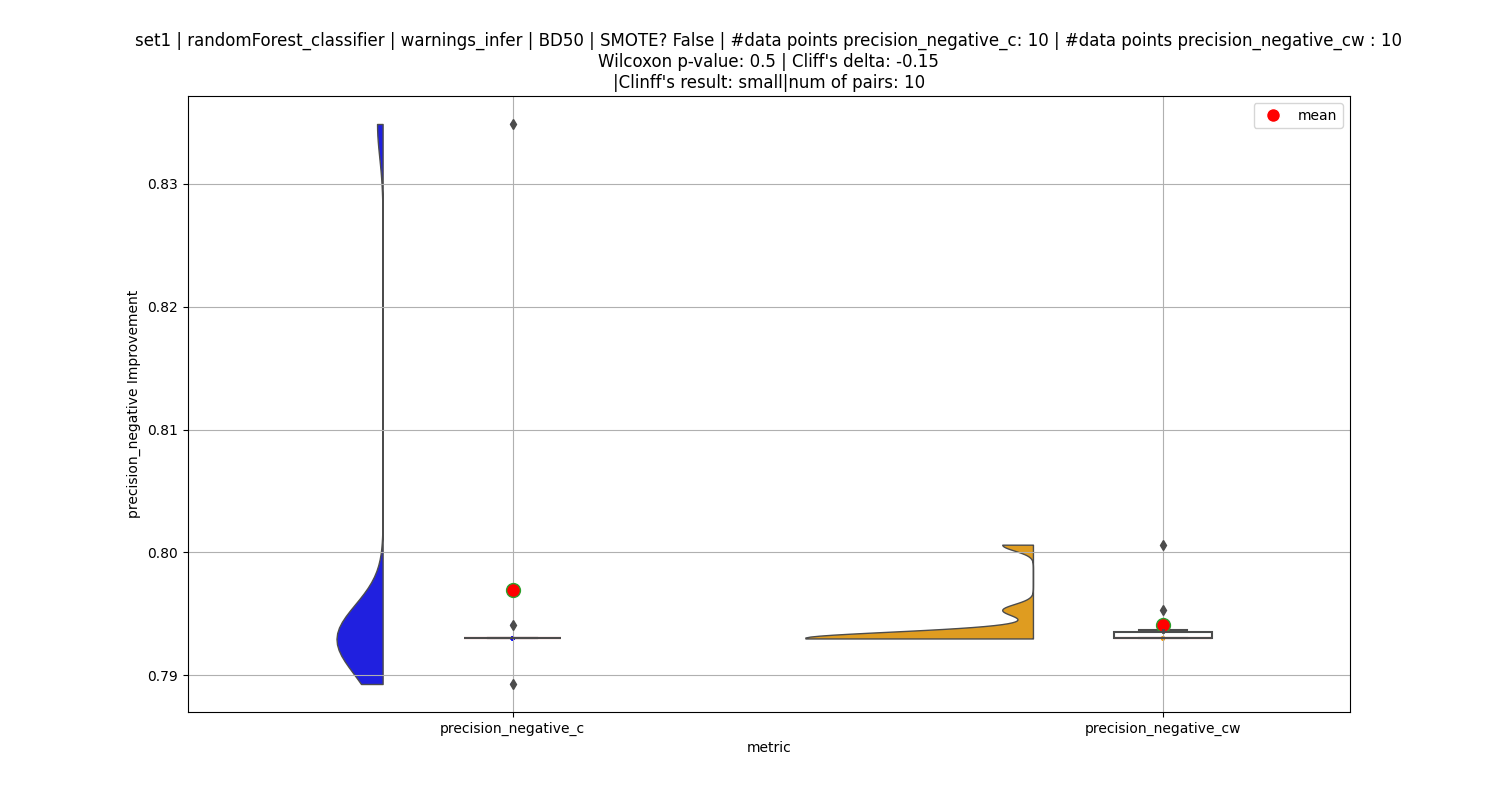 set1 | randomForest_classifier | warnings_infer | BD50 | SMOTE? False | #data points precision_negative_c: 10 | #data points precision_negative_cw : 10
Wilcoxon p-value: 0.5 | Cliff's delta: -0.15
|Clinff's result: small|num of pairs: 10
mean
0.83
0.82
0.81
0.80
0.79
precision_negative Improvement
precision_negative_c
precision_negative_cw
metric